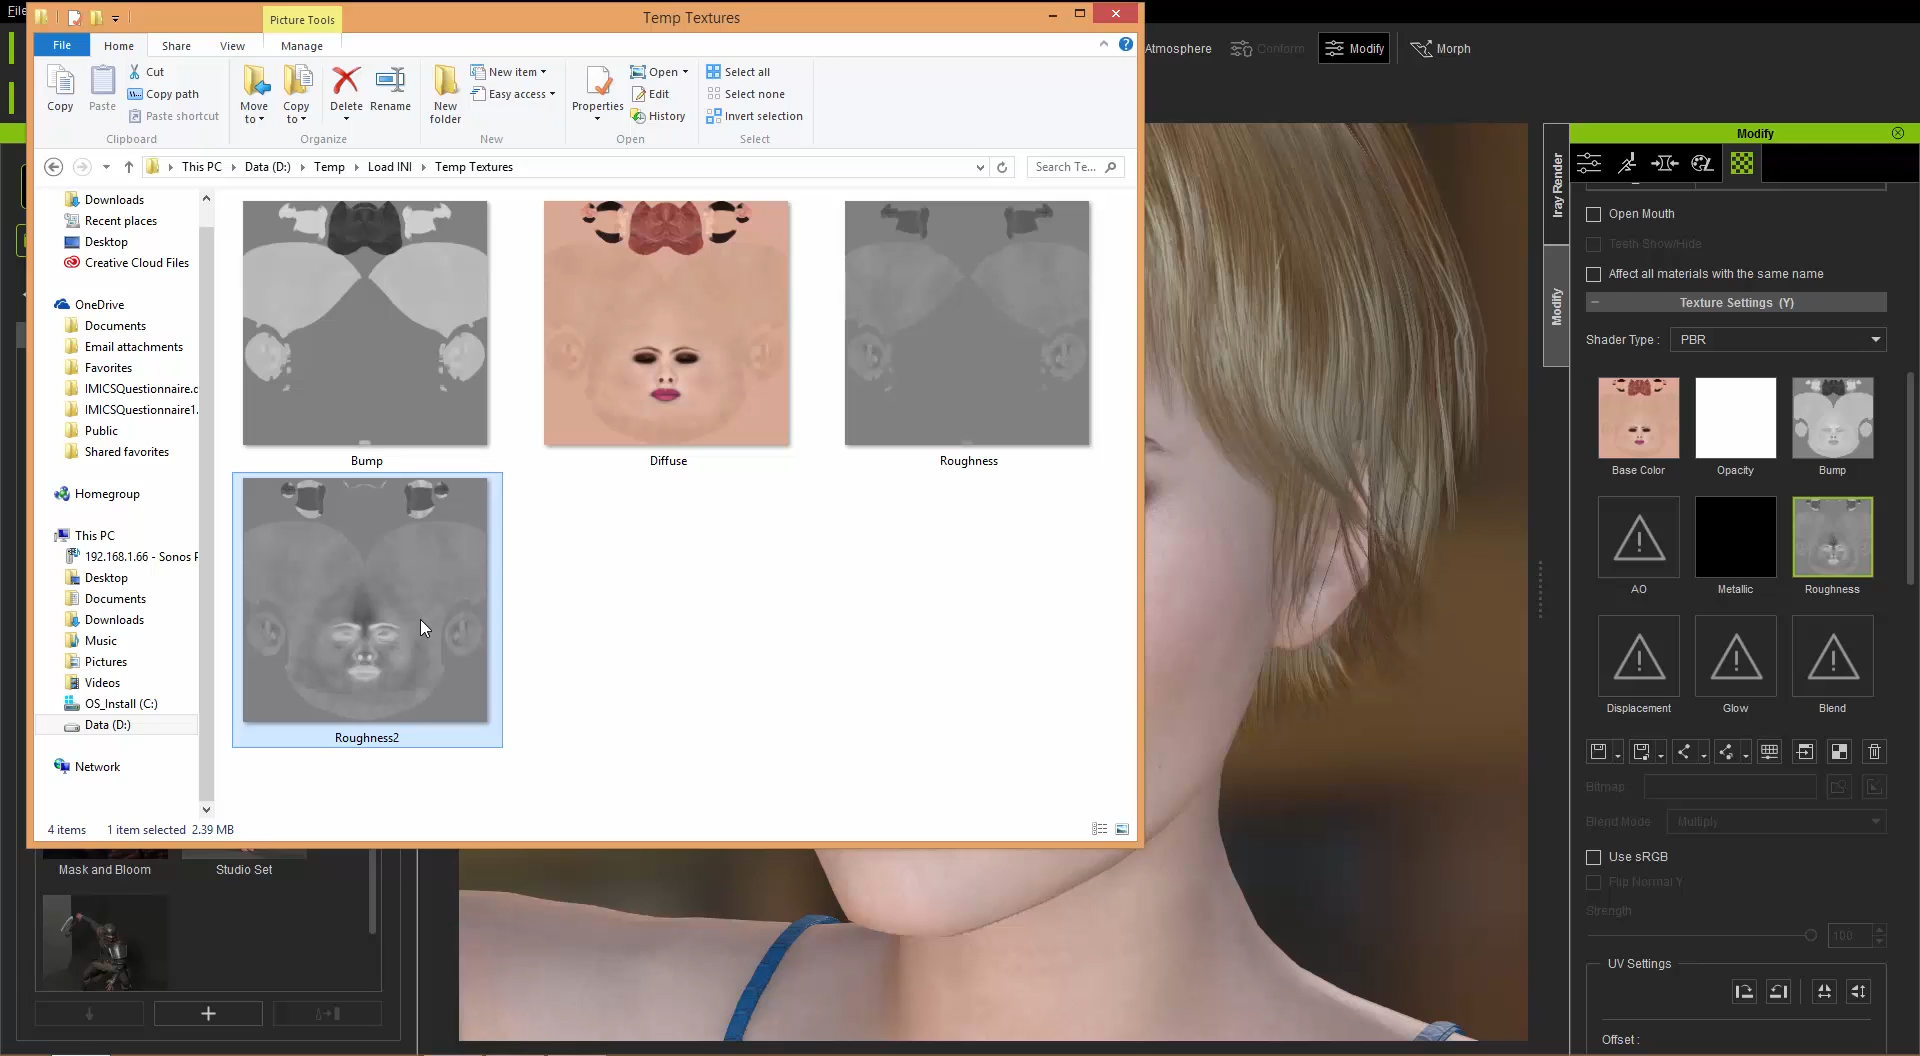 File
Picture Tools
Temp Textures
File
Home
Share
View
Manage
Copy
Paste
Cut
Copy path
Paste shortcut
Clipboard
Move to
Copy to
Delete
Rename
Organize
New folder
New item
Easy access
New
Properties
Open
Edit
History
Open
Select all
Select none
Invert selection
Select
This PC
Data (D:)
Temp
Load INI
Temp Textures
Search Te...
Downloads
Recent places
Desktop
Creative Cloud Files
OneDrive
Documents
Email attachments
Favorites
IMICSQuestionnaire.c
IMICSQuestionnaire1.
Public
Shared favorites
Homegroup
This PC
192.168.1.66 - Sonos P
Desktop
Documents
Downloads
Music
Pictures
Videos
OS_Install (C:)
Data (D:)
Network
Bump
Diffuse
Roughness
Roughness2
4 items
1 item selected 2.39 MB
Mask and Bloom
Studio Set
Atmosphere
Conform
Modify
Morph
Iray Render
Modify
Modify
Open Mouth
Teeth Show/Hide
Affect all materials with the same name
Texture Settings (Y)
Shader Type :
PBR
Base Color
Opacity
Bump
AO
Metallic
Roughness
Displacement
Glow
Blend
Bitmap:
Blend Mode
Multiply
Use sRGB
Flip Normal Y
Strength
100
UV Settings
Offset :